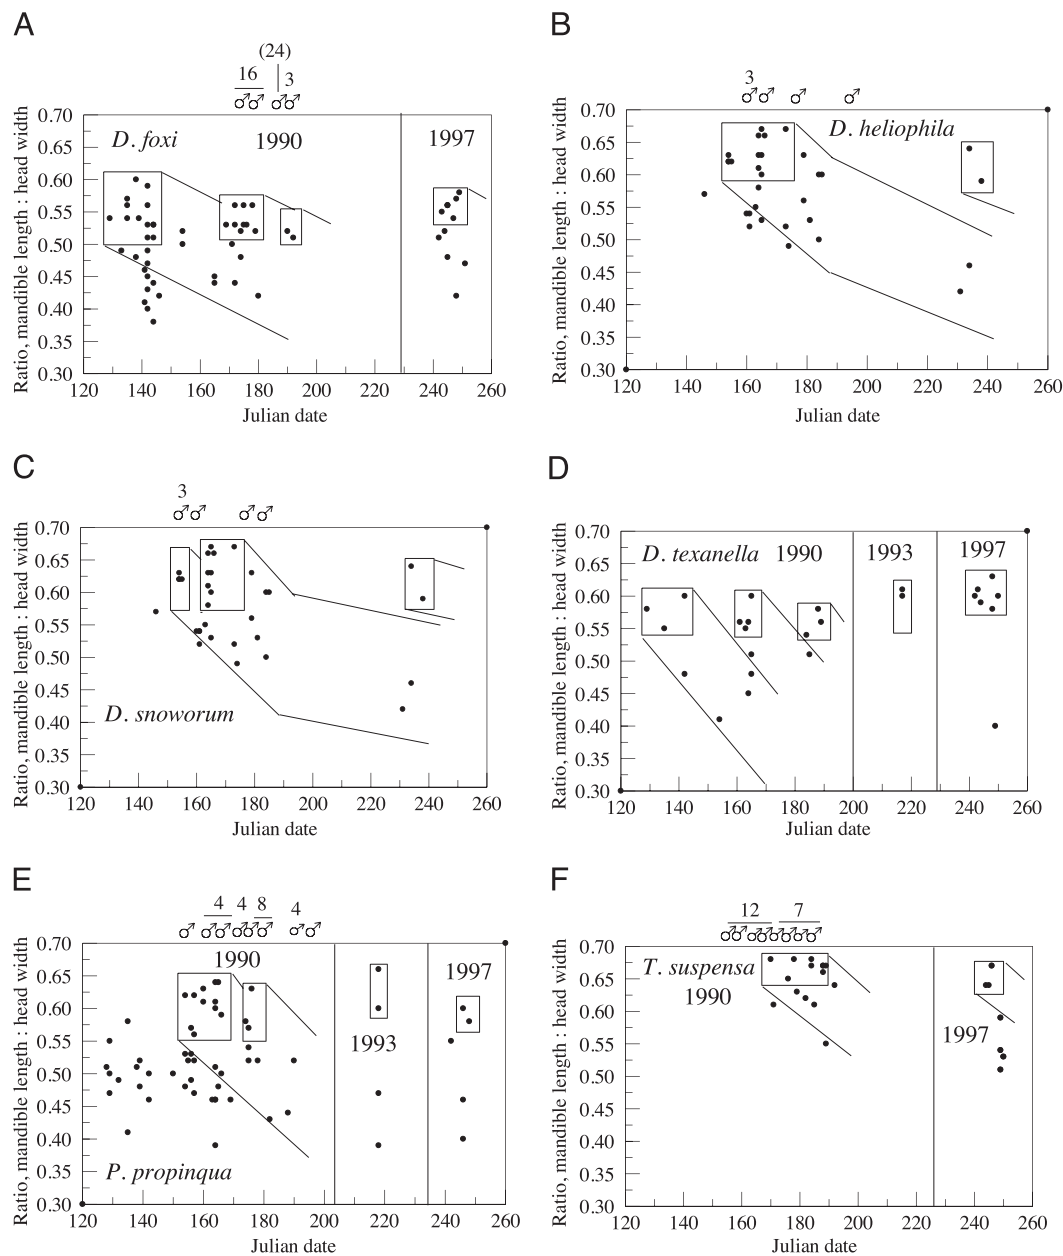 A
(24)
16
3
♂♂ ♂♂
0.70
0.65
0.60
0.55
0.50
0.45
0.40
0.35
0.30
Ratio, mandible length : head width
D. foxi
1990
1997
120 140 160 180 200 220 240 260
Julian date
B
3
♂♂ ♂ ♂
0.70
0.65
0.60
0.55
0.50
0.45
0.40
0.35
0.30
Ratio, mandible length : head width
D. heliophila
120 140 160 180 200 220 240 260
Julian date
C
3
♂♂ ♂♂
0.70
0.65
0.60
0.55
0.50
0.45
0.40
0.35
0.30
Ratio, mandible length : head width
D. snoworum
120 140 160 180 200 220 240 260
Julian date
D
0.70
0.65
0.60
0.55
0.50
0.45
0.40
0.35
0.30
Ratio, mandible length : head width
D. texanella 1990 1993 1997
120 140 160 180 200 220 240 260
Julian date
E
4 4 8 4
♂ ♂♂ ♂♂♂ ♂♂
0.70
0.65
0.60
0.55
0.50
0.45
0.40
0.35
0.30
Ratio, mandible length : head width
1990
1993
1997
P. propinqua
120 140 160 180 200 220 240 260
Julian date
F
12 7
♂♂♂♂♂♂♂♂
0.70
0.65
0.60
0.55
0.50
0.45
0.40
0.35
0.30
Ratio, mandible length : head width
T. suspensa
1990
1997
120 140 160 180 200 220 240 260
Julian date